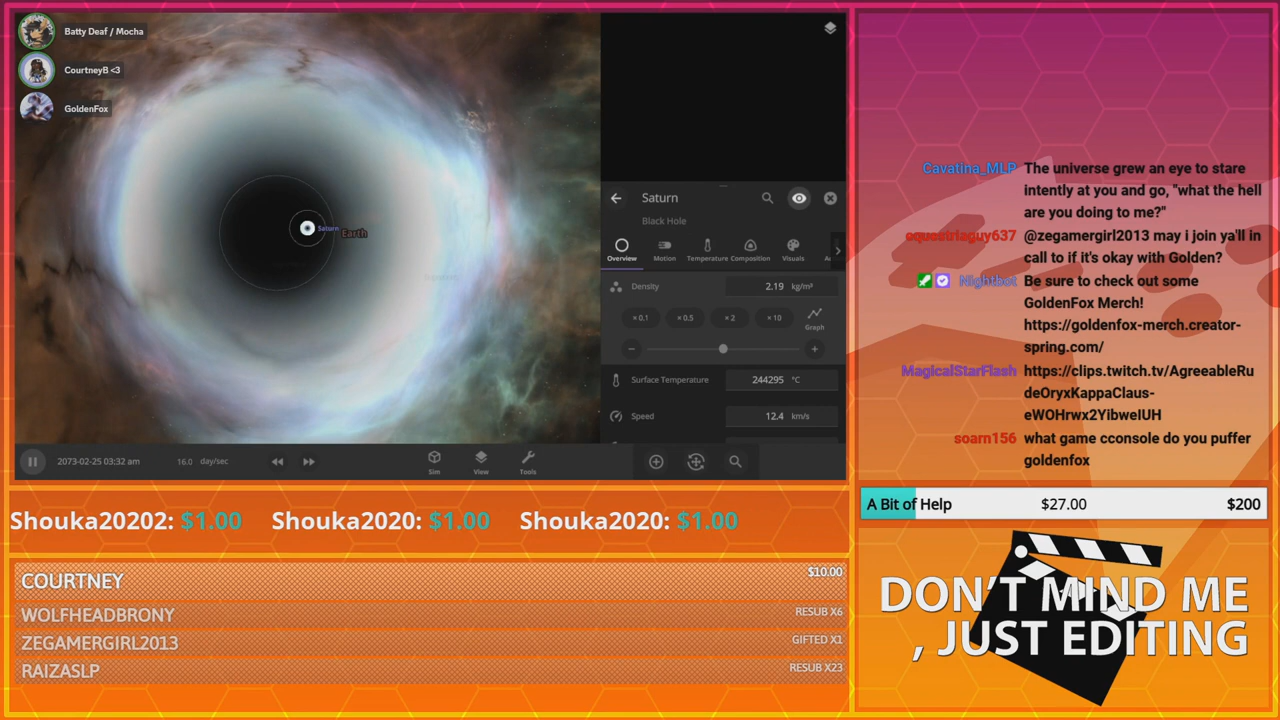 Batty Deaf / Mocha
CourtneyB <3
GoldenFox
Saturn
Earth
Saturn
Black Hole
Overview
Motion
Temperature
Composition
Visuals
Density
2.19 kg/m³
× 0.1
× 0.5
× 2
× 10
Graph
Surface Temperature
244295 °C
Speed
12.4 km/s
2073-02-25 03:32 am
16.0 day/sec
Sim
View
Tools
Cavatina_MLP The universe grew an eye to stare
intently at you and go, "what the hell
are you doing to me?"
equestriaguy637 @zegamergirl2013 may i join ya'll in
call to if it's okay with Golden?
Nightbot Be sure to check out some
GoldenFox Merch!
https://goldenfox-merch.creator-
spring.com/
MagicalStarFlash https://clips.twitch.tv/AgreeableRu
deOryxKappaClaus-
eWOHrwx2YibweIUH
soarn156 what game cconsole do you puffer
goldenfox
A Bit of Help $27.00 $200
Shouka20202: $1.00 Shouka2020: $1.00 Shouka2020: $1.00
COURTNEY $10.00
WOLFHEADBRONY RESUB X6
ZEGAMERGIRL2013 GIFTED X1
RAIZASLP RESUB X23
DON'T MIND ME
, JUST EDITING